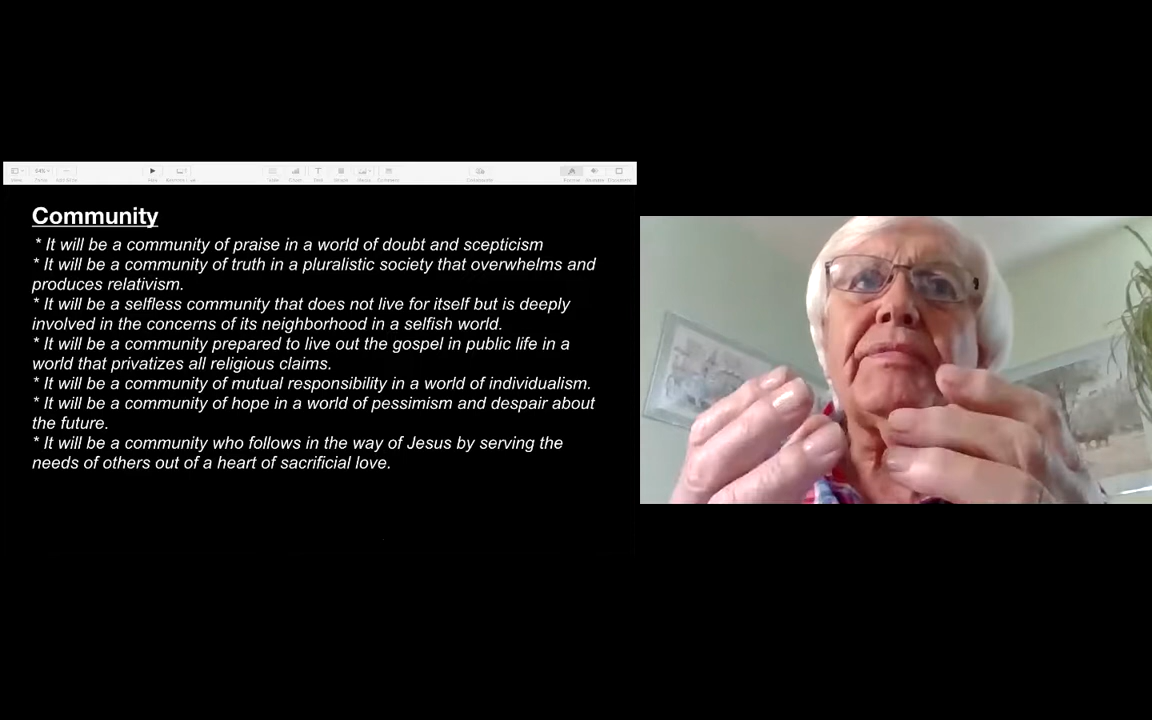 Community
* It will be a community of praise in a world of doubt and scepticism
* It will be a community of truth in a pluralistic society that overwhelms and
produces relativism.
* It will be a selfless community that does not live for itself but is deeply
involved in the concerns of its neighborhood in a selfish world.
* It will be a community prepared to live out the gospel in public life in a
world that privatizes all religious claims.
* It will be a community of mutual responsibility in a world of individualism.
* It will be a community of hope in a world of pessimism and despair about
the future.
* It will be a community who follows in the way of Jesus by serving the
needs of others out of a heart of sacrificial love.